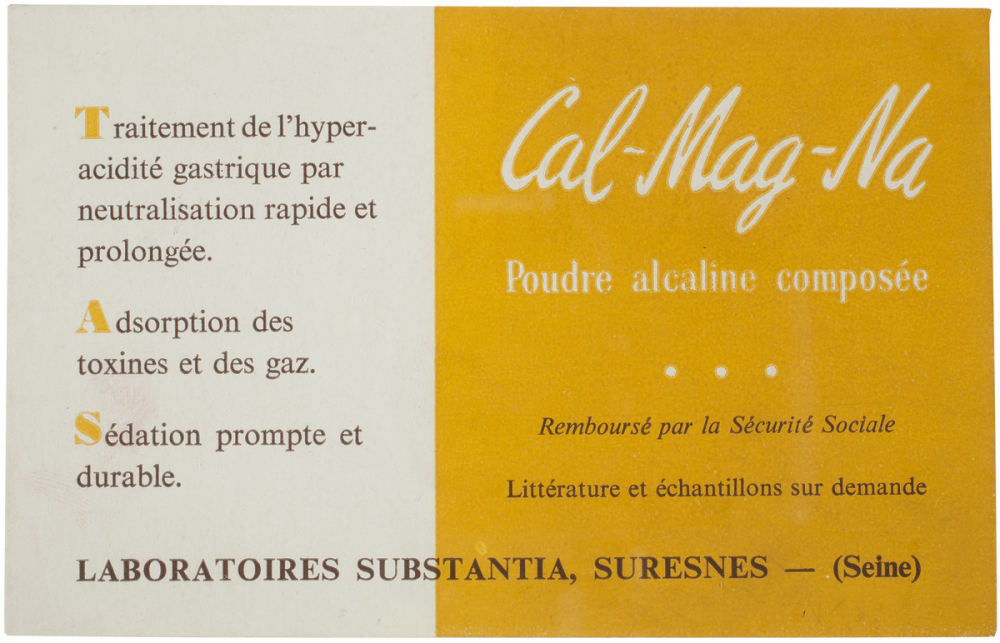 Traitement de l'hyper-
acidité gastrique par
neutralisation rapide et
prolongée.
Adsorption des
toxines et des gaz.
Sédation prompte et
durable.
Cal-Mag-Na
Poudre alcaline composée
Remboursé par la Sécurité Sociale
Littérature et échantillons sur demande
LABORATOIRES SUBSTANTIA, SURESNES — (Seine)